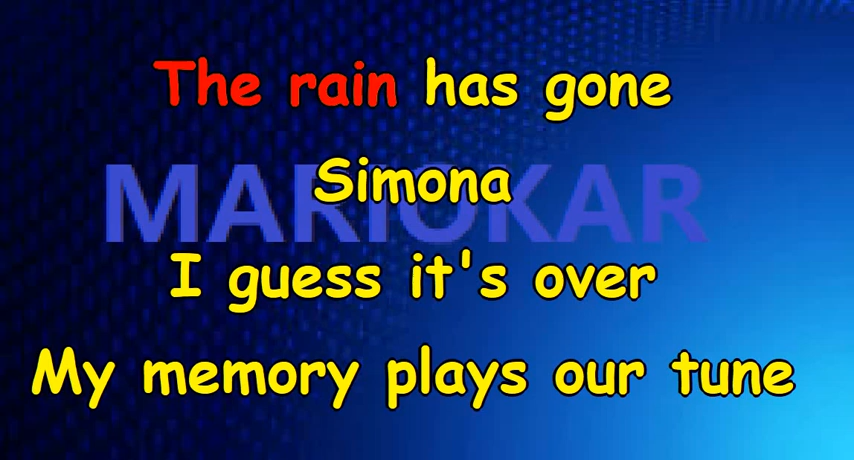 The rain has gone
Simona
MARIOKAR
I guess it's over
My memory plays our tune